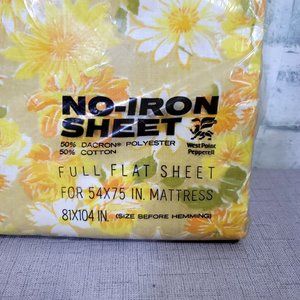 NO-IRON
SHEET
50% DACRON® POLYESTER
50% COTTON
West Point
Pepperell
FULL FLAT SHEET
FOR 54X75 IN. MATTRESS
81X104 IN. (SIZE BEFORE HEMMING)